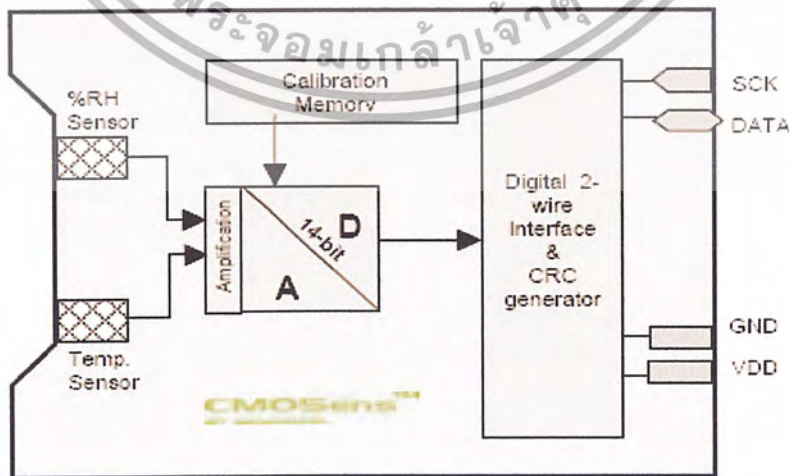 พระจอมเกล้าเจ้าคุ
%RH
Sensor
Calibration
Memory
SCK
DATA
Digital 2-
wire
Interface
&
CRC
generator
Amplification
14-bit
D
A
GND
VDD
Temp.
Sensor
CMOSens™